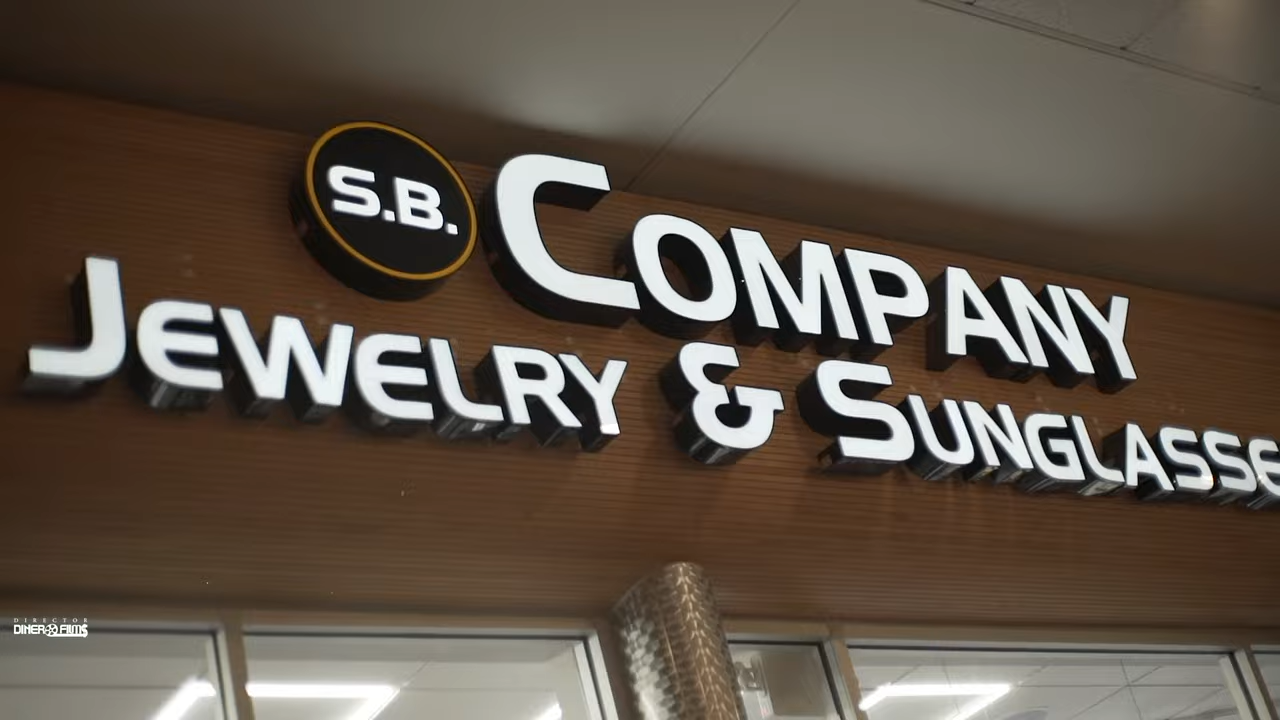 S.B. COMPANY
JEWELRY & SUNGLASSE
DIRECTOR
DINERO FILMS